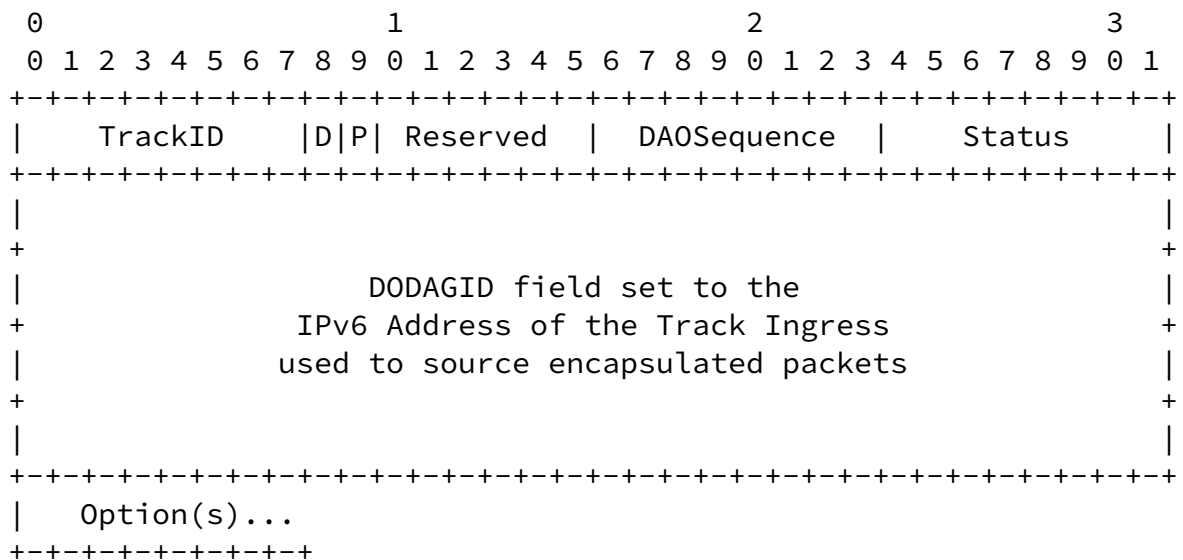 0                   1                   2                   3
 0 1 2 3 4 5 6 7 8 9 0 1 2 3 4 5 6 7 8 9 0 1 2 3 4 5 6 7 8 9 0 1
+-+-+-+-+-+-+-+-+-+-+-+-+-+-+-+-+-+-+-+-+-+-+-+-+-+-+-+-+-+-+-+-+
|    TrackID    |D|P| Reserved  |  DAOSequence  |    Status     |
+-+-+-+-+-+-+-+-+-+-+-+-+-+-+-+-+-+-+-+-+-+-+-+-+-+-+-+-+-+-+-+-+
|                                                               |
+                                                               +
|                   DODAGID field set to the                    |
+               IPv6 Address of the Track Ingress               +
|              used to source encapsulated packets              |
+                                                               +
|                                                               |
+-+-+-+-+-+-+-+-+-+-+-+-+-+-+-+-+-+-+-+-+-+-+-+-+-+-+-+-+-+-+-+-+
|   Option(s)...
+-+-+-+-+-+-+-+-+